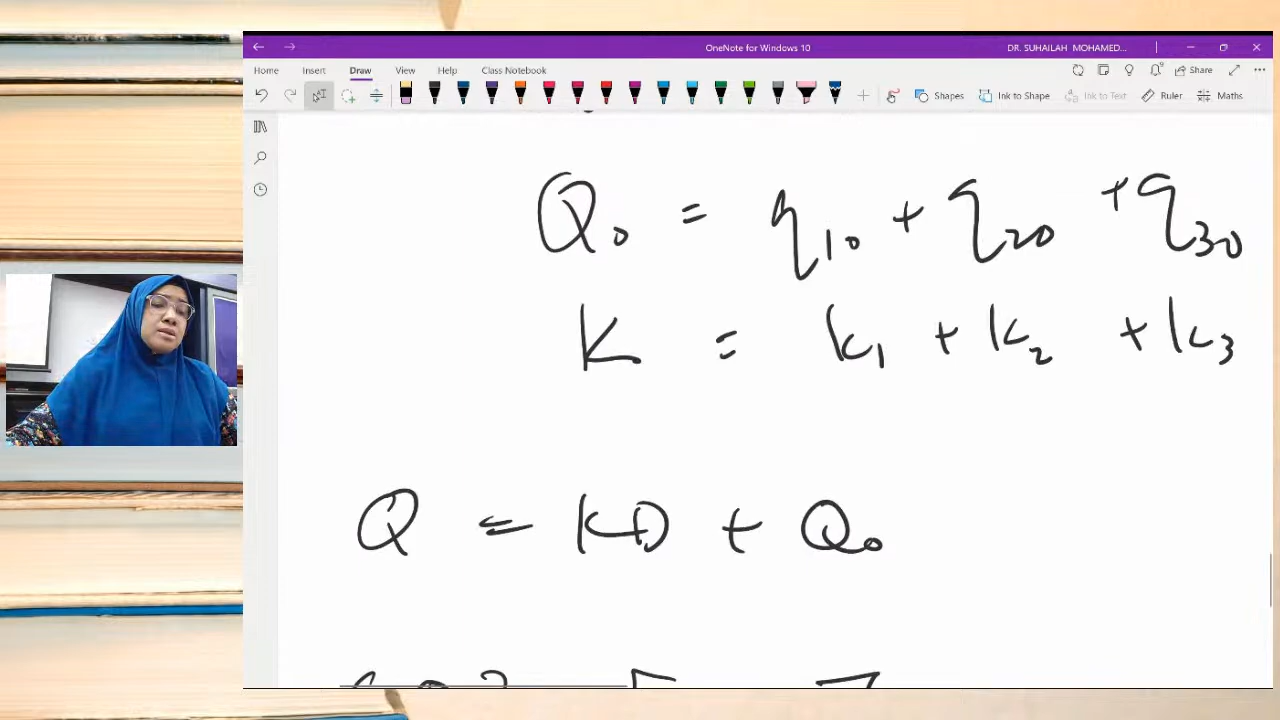 OneNote for Windows 10
DR. SUHAILAH MOHAMED...
Home Insert Draw View Help Class Notebook
Share
Shapes Ink to Shape Ink to Text Ruler Maths
Q₀ = q₁₀ + q₂₀ + q₃₀
K = k₁ + k₂ + k₃
Q = KD + Q₀